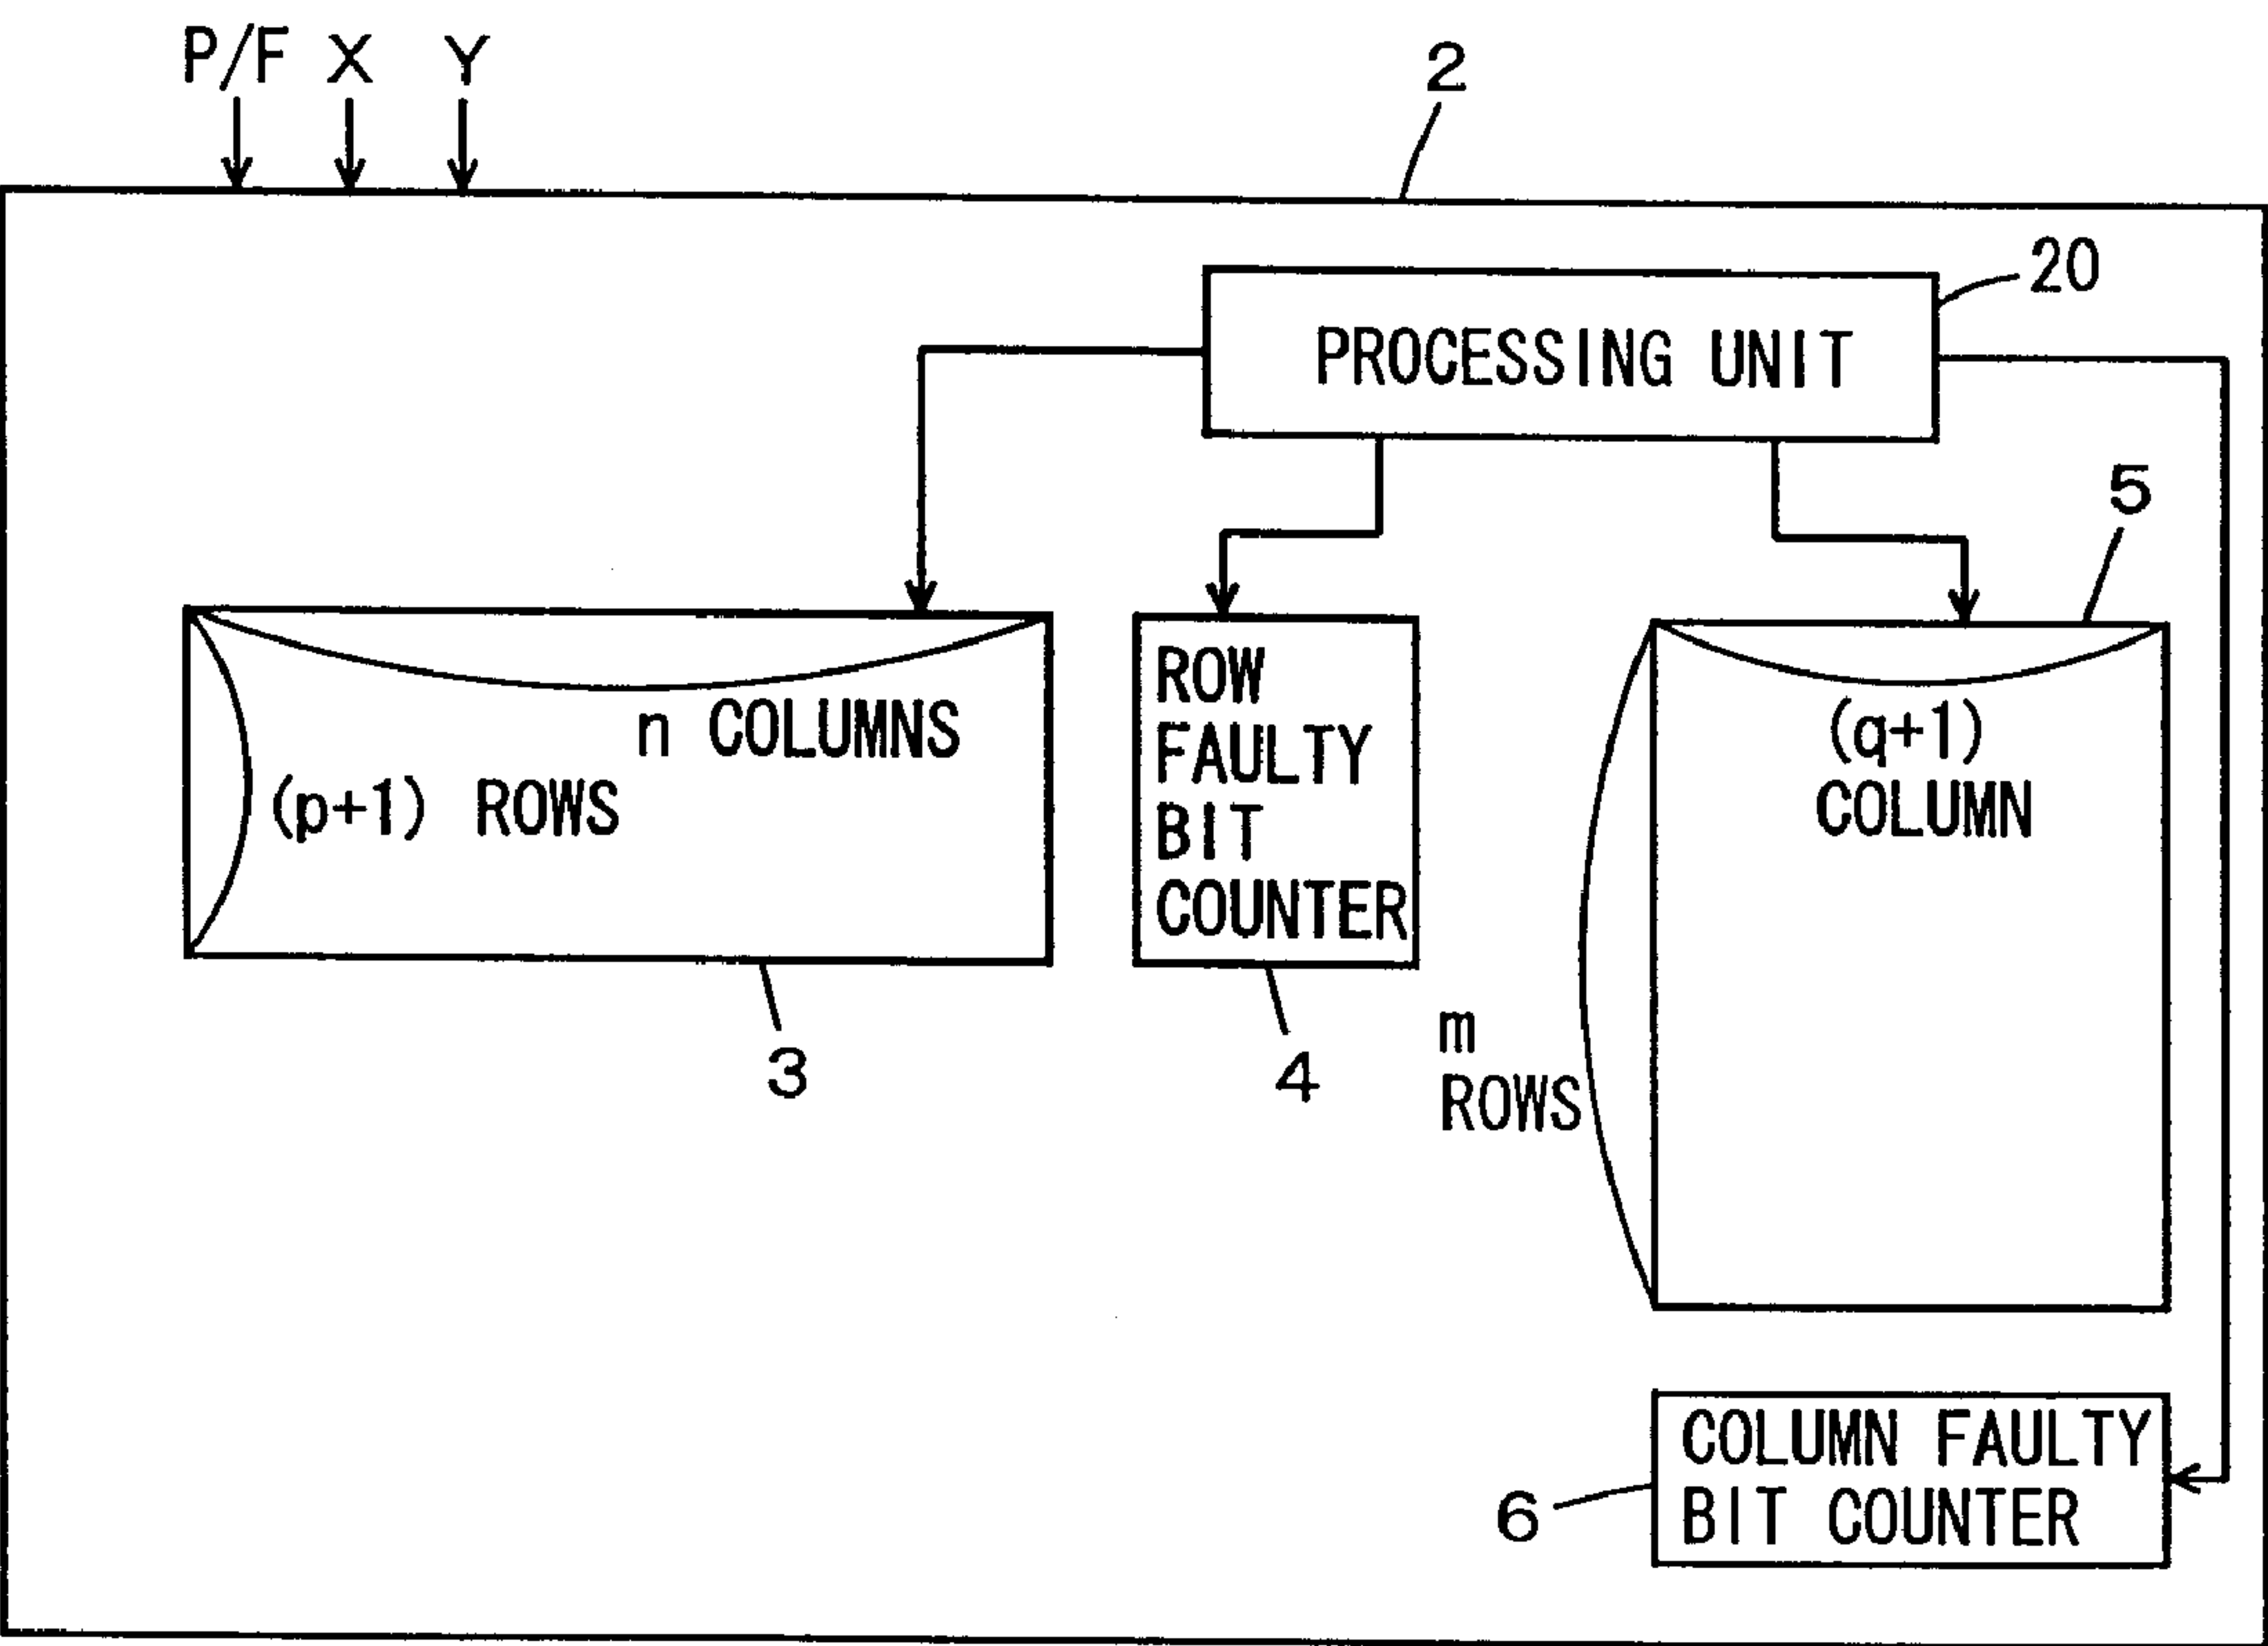 P/F X Y
2
20
PROCESSING UNIT
5
n COLUMNS
(p+1) ROWS
3
ROW
FAULTY
BIT
COUNTER
4
(q+1)
COLUMN
m
ROWS
COLUMN FAULTY
BIT COUNTER
6